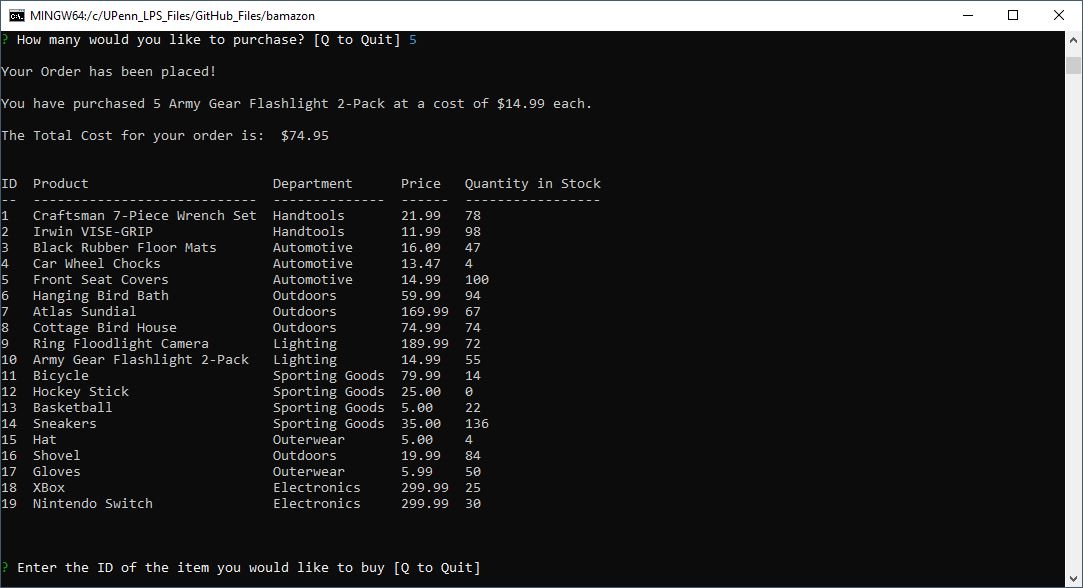 MINGW64:/c/UPenn_LPS_Files/GitHub_Files/bamazon
? How many would you like to purchase? [Q to Quit] 5
Your Order has been placed!
You have purchased 5 Army Gear Flashlight 2-Pack at a cost of $14.99 each.
The Total Cost for your order is:  $74.95
ID  Product                       Department      Price   Quantity in Stock
--  ----------------------------  --------------  ------  -----------------
1   Craftsman 7-Piece Wrench Set  Handtools       21.99   78
2   Irwin VISE-GRIP               Handtools       11.99   98
3   Black Rubber Floor Mats       Automotive      16.09   47
4   Car Wheel Chocks              Automotive      13.47   4
5   Front Seat Covers             Automotive      14.99   100
6   Hanging Bird Bath             Outdoors        59.99   94
7   Atlas Sundial                 Outdoors        169.99  67
8   Cottage Bird House            Outdoors        74.99   74
9   Ring Floodlight Camera        Lighting        189.99  72
10  Army Gear Flashlight 2-Pack   Lighting        14.99   55
11  Bicycle                       Sporting Goods  79.99   14
12  Hockey Stick                  Sporting Goods  25.00   0
13  Basketball                    Sporting Goods  5.00    22
14  Sneakers                      Sporting Goods  35.00   136
15  Hat                           Outerwear       5.00    4
16  Shovel                        Outdoors        19.99   84
17  Gloves                        Outerwear       5.99    50
18  XBox                          Electronics     299.99  25
19  Nintendo Switch               Electronics     299.99  30
? Enter the ID of the item you would like to buy [Q to Quit]